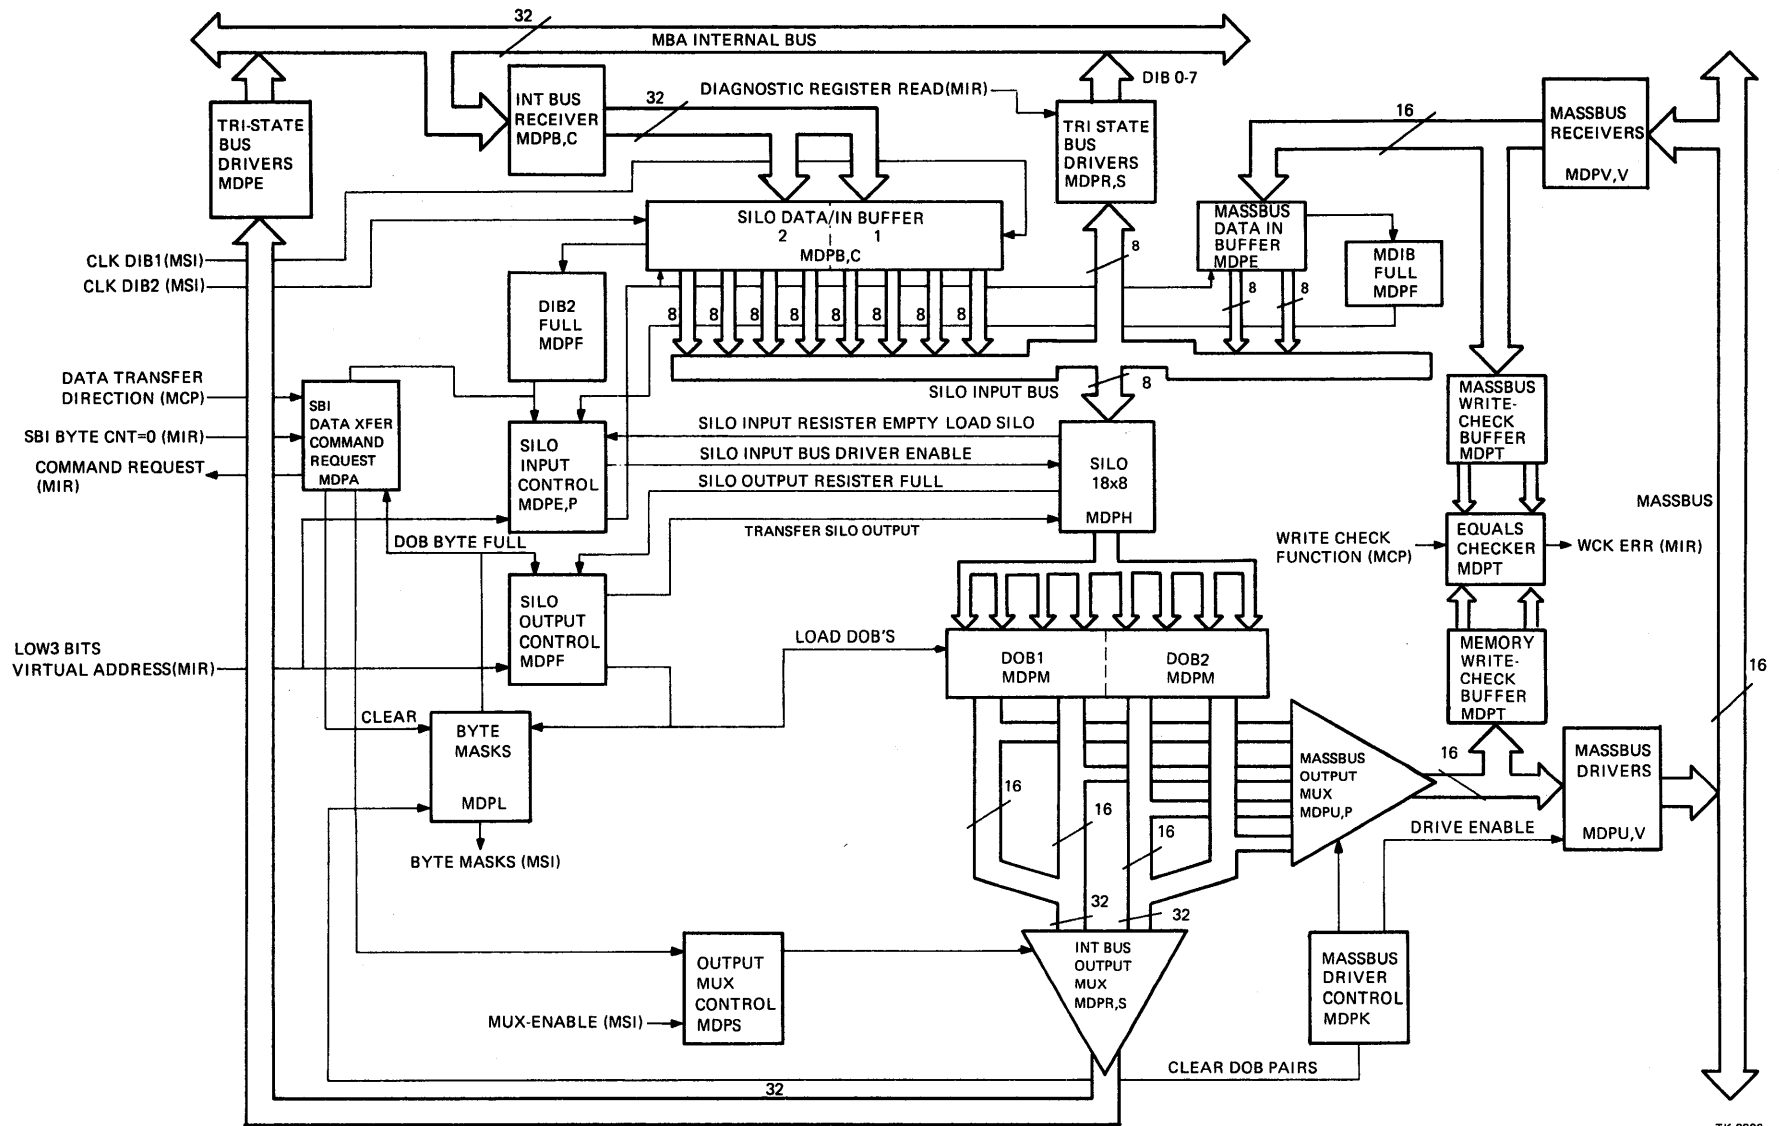 32
MBA INTERNAL BUS
TRI-STATE
BUS
DRIVERS
MDPE
INT BUS
RECEIVER
MDPB,C
32
DIAGNOSTIC REGISTER READ(MIR)
DIB 0-7
TRI STATE
BUS
DRIVERS
MDPR,S
16
MASSBUS
RECEIVERS
MDPV,V
CLK DIB1(MSI)
CLK DIB2 (MSI)
SILO DATA/IN BUFFER
2 1
MDPB,C
MASSBUS
DATA IN
BUFFER
MDPE
MDIB
FULL
MDPF
DIB2
FULL
MDPF
8 8 8 8 8 8 8 8
8
8 8
SILO INPUT BUS
8
DATA TRANSFER
DIRECTION (MCP)
SBI BYTE CNT=0 (MIR)
COMMAND REQUEST
(MIR)
SBI
DATA XFER
COMMAND
REQUEST
MDPA
SILO
INPUT
CONTROL
MDPE,P
SILO INPUT RESISTER EMPTY LOAD SILO
SILO INPUT BUS DRIVER ENABLE
SILO OUTPUT RESISTER FULL
TRANSFER SILO OUTPUT
SILO
18x8
MDPH
MASSBUS
WRITE-
CHECK
BUFFER
MDPT
MASSBUS
WRITE CHECK
FUNCTION (MCP)
EQUALS
CHECKER
MDPT
WCK ERR (MIR)
DOB BYTE FULL
SILO
OUTPUT
CONTROL
MDPF
LOW3 BITS
VIRTUAL ADDRESS(MIR)
LOAD DOB'S
DOB1
MDPM
DOB2
MDPM
MEMORY
WRITE-
CHECK
BUFFER
MDPT
16
CLEAR
BYTE
MASKS
MDPL
BYTE MASKS (MSI)
16
16
16
MASSBUS
OUTPUT
MUX
MDPU,P
16
MASSBUS
DRIVERS
MDPU,V
DRIVE ENABLE
32 32
OUTPUT
MUX
CONTROL
MDPS
MUX-ENABLE (MSI)
INT BUS
OUTPUT
MUX
MDPR,S
MASSBUS
DRIVER
CONTROL
MDPK
CLEAR DOB PAIRS
32